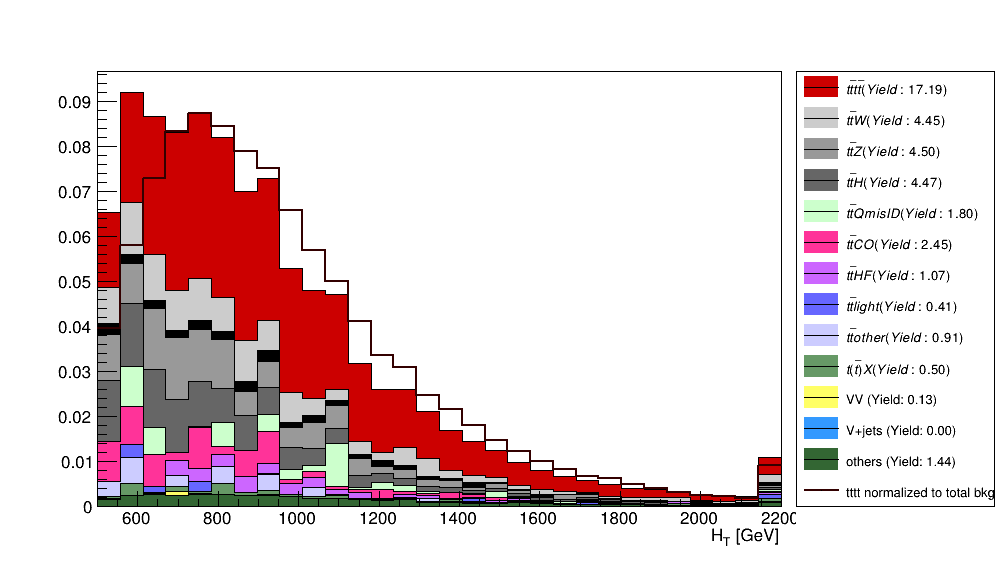 0.09
0.08
0.07
0.06
0.05
0.04
0.03
0.02
0.01
0
600 800 1000 1200 1400 1600 1800 2000 2200
H_T [GeV]
tt̄tt̄(Yield : 17.19)
tt̄W(Yield : 4.45)
tt̄Z(Yield : 4.50)
tt̄H(Yield : 4.47)
tt̄QmisID(Yield : 1.80)
tt̄CO(Yield : 2.45)
tt̄HF(Yield : 1.07)
tt̄light(Yield : 0.41)
tt̄other(Yield : 0.91)
t(t̄)X(Yield : 0.50)
VV (Yield: 0.13)
V+jets (Yield: 0.00)
others (Yield: 1.44)
tttt normalized to total bkg